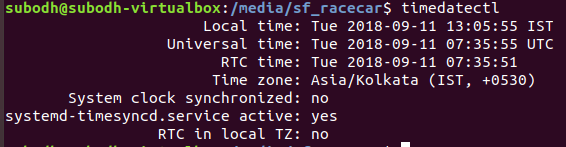 subodh@subodh-virtualbox:/media/sf_racecar$ timedatectl
Local time: Tue 2018-09-11 13:05:55 IST
Universal time: Tue 2018-09-11 07:35:55 UTC
RTC time: Tue 2018-09-11 07:35:51
Time zone: Asia/Kolkata (IST, +0530)
System clock synchronized: no
systemd-timesyncd.service active: yes
RTC in local TZ: no